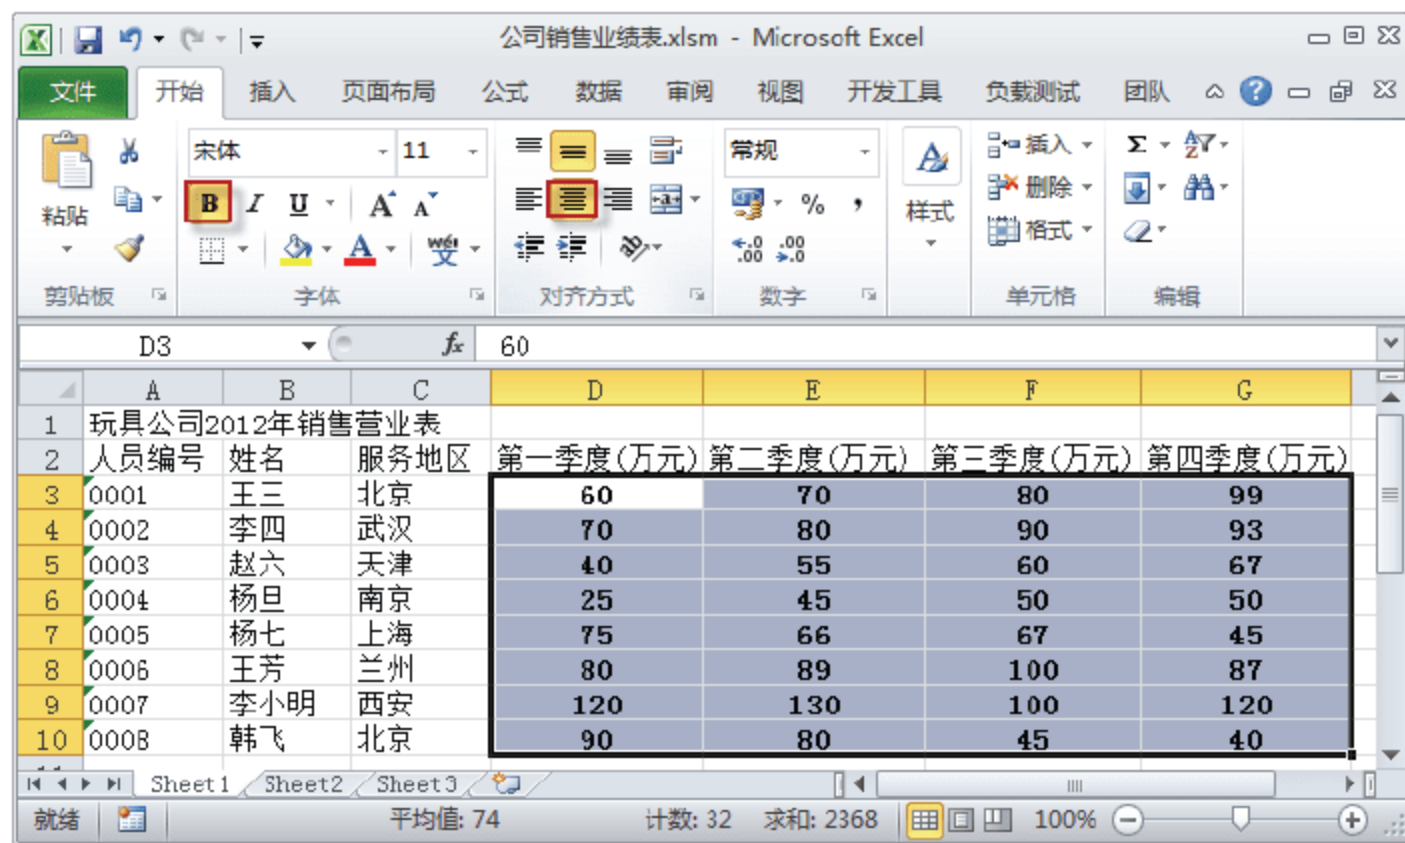 公司销售业绩表.xlsm - Microsoft Excel
文件 开始 插入 页面布局 公式 数据 审阅 视图 开发工具 负载测试 团队
宋体 11 常规 插入
粘贴 B I U A A % , 样式 删除
A wén 文 .0 .00 .00 .0 格式
剪贴板 字体 对齐方式 数字 单元格 编辑
D3 fx 60
A B C D E F G
1 玩具公司2012年销售营业表
2 人员编号 姓名 服务地区 第一季度(万元) 第二季度(万元) 第三季度(万元) 第四季度(万元)
3 0001 王三 北京 60 70 80 99
4 0002 李四 武汉 70 80 90 93
5 0003 赵六 天津 40 55 60 67
6 0004 杨旦 南京 25 45 50 50
7 0005 杨七 上海 75 66 67 45
8 0006 王芳 兰州 80 89 100 87
9 0007 李小明 西安 120 130 100 120
10 0008 韩飞 北京 90 80 45 40
Sheet1 Sheet2 Sheet3
就绪 平均值: 74 计数: 32 求和: 2368 100%